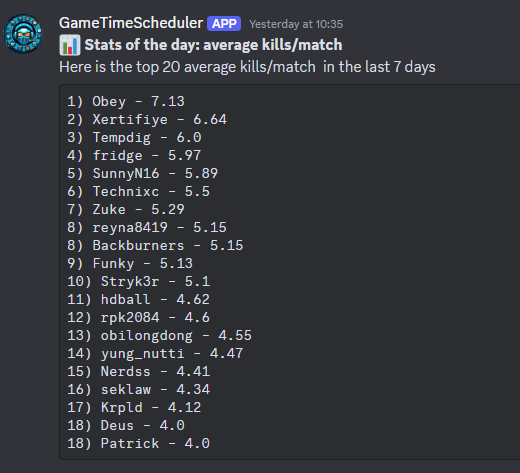 GameTimeScheduler APP Yesterday at 10:35
📊 Stats of the day: average kills/match
Here is the top 20 average kills/match in the last 7 days
1) Obey - 7.13
2) Xertifiye - 6.64
3) Tempdig - 6.0
4) fridge - 5.97
5) SunnyN16 - 5.89
6) Technixc - 5.5
7) Zuke - 5.29
8) reyna8419 - 5.15
8) Backburners - 5.15
9) Funky - 5.13
10) Stryk3r - 5.1
11) hdball - 4.62
12) rpk2084 - 4.6
13) obilongdong - 4.55
14) yung_nutti - 4.47
15) Nerdss - 4.41
16) seklaw - 4.34
17) Krpld - 4.12
18) Deus - 4.0
18) Patrick - 4.0